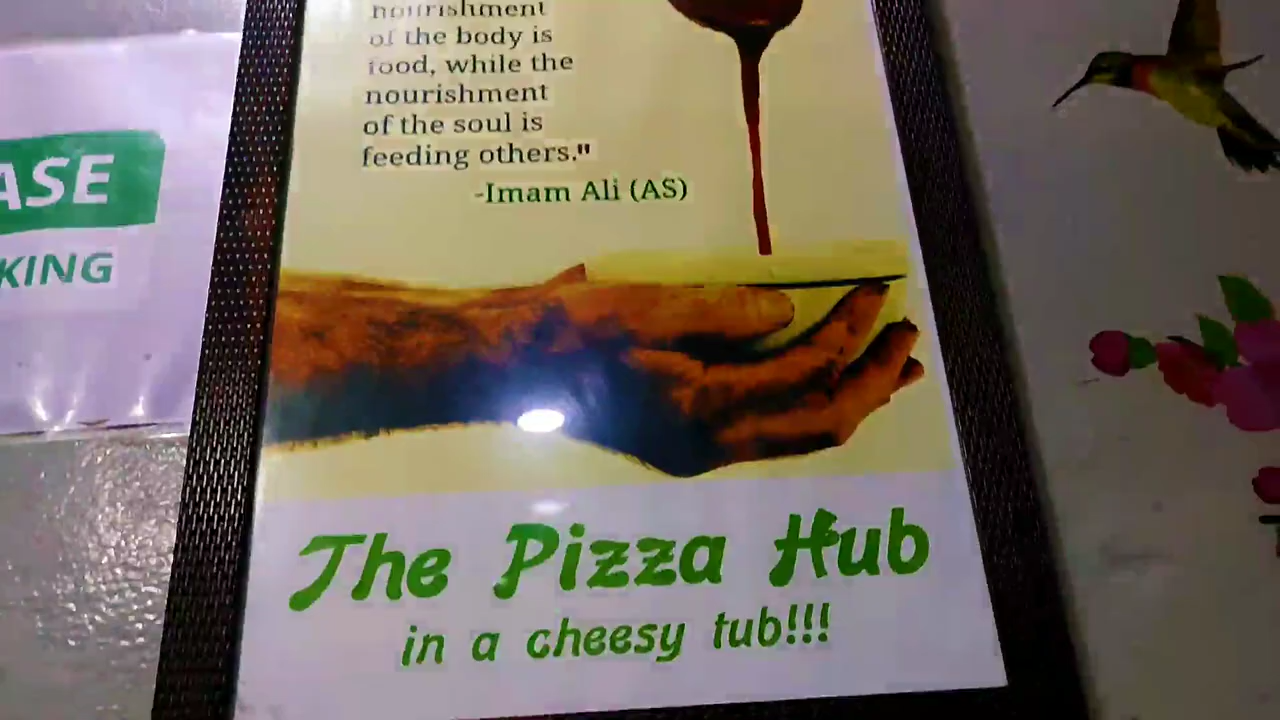 ASE
KING
nourishment
of the body is
food, while the
nourishment
of the soul is
feeding others."
-Imam Ali (AS)
The Pizza Hub
in a cheesy tub!!!